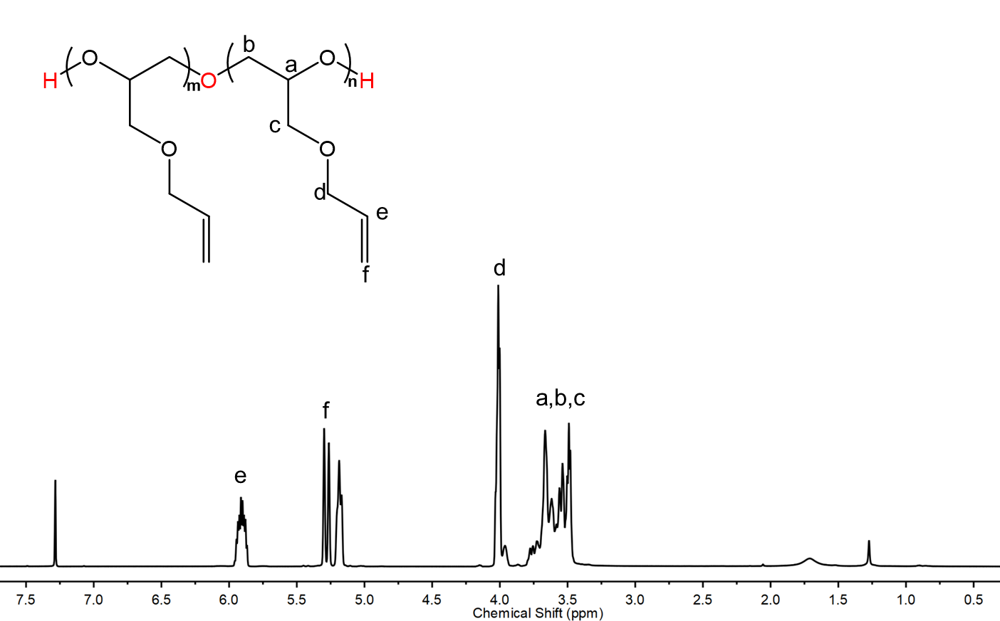 b
H ( O ) m O ( a O ) n H
c
O O
d
e
f
d
a,b,c
f
e
7.5 7.0 6.5 6.0 5.5 5.0 4.5 4.0 3.5 3.0 2.5 2.0 1.5 1.0 0.5
Chemical Shift (ppm)